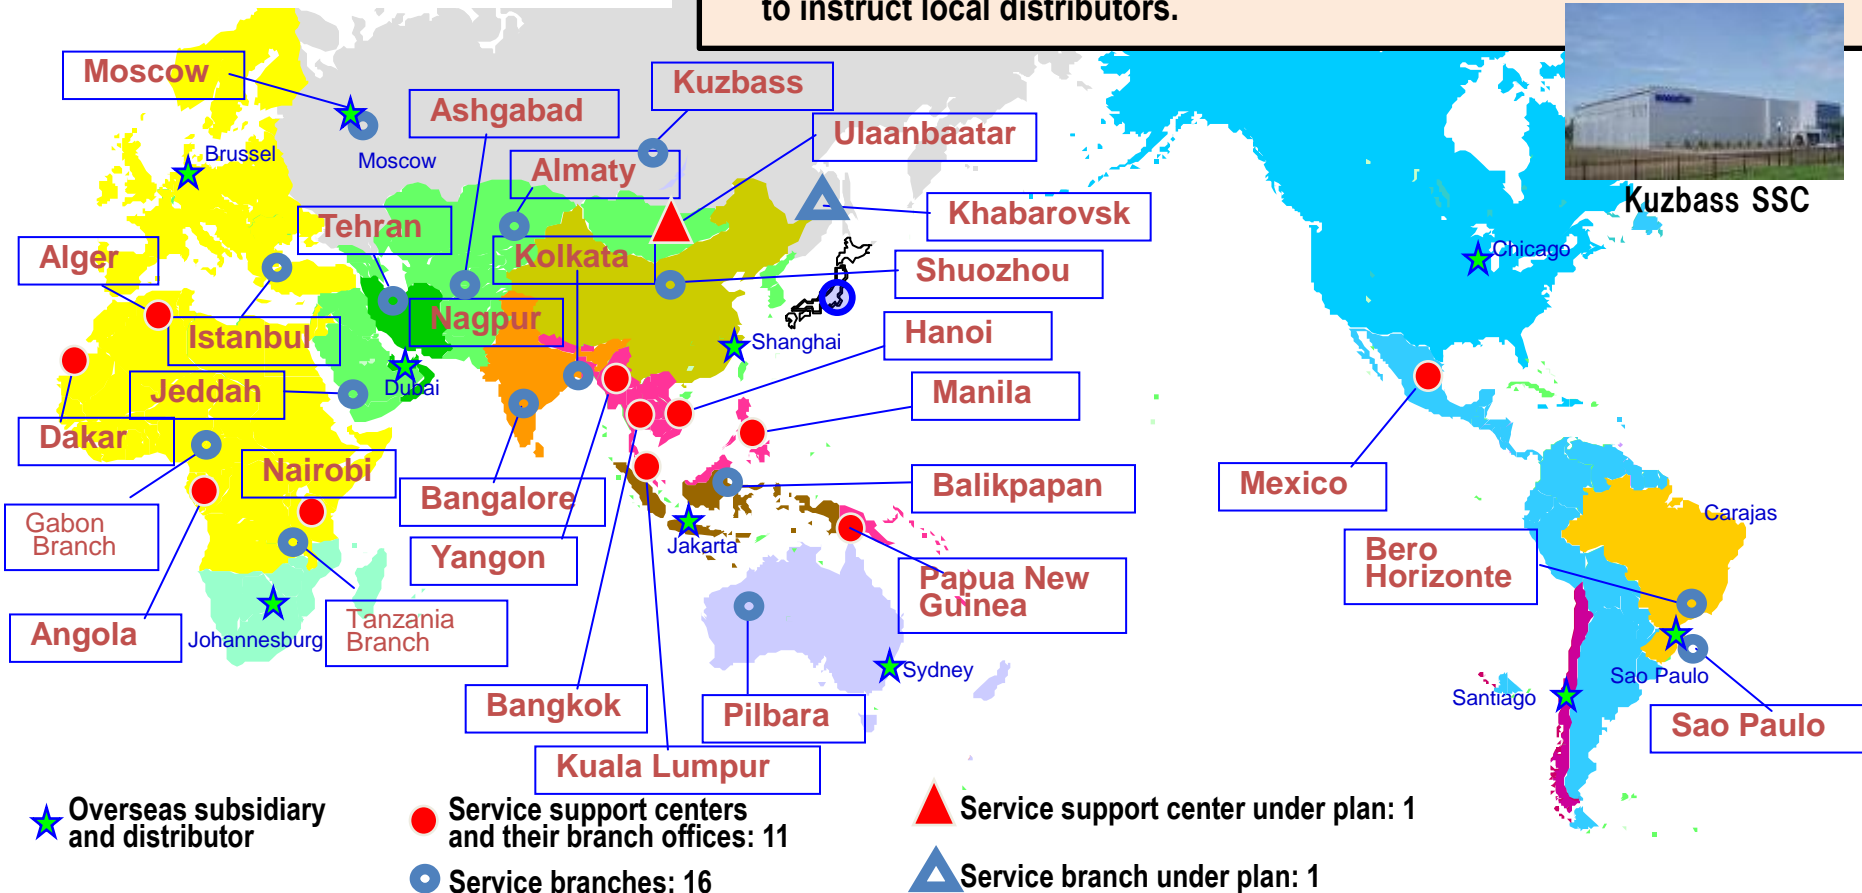 to instruct local distributors.
Moscow
Kuzbass
Ashgabad
Ulaanbaatar
Brussel
Moscow
Almaty
Kuzbass SSC
Khabarovsk
Tehran
Alger
Kolkata
Chicago
Shuozhou
Nagpur
Istanbul
Hanoi
Shanghai
Jeddah
Dubai
Manila
Dakar
Nairobi
Bangalore
Balikpapan
Mexico
Carajas
Gabon
Branch
Yangon
Jakarta
Bero
Horizonte
Papua New
Guinea
Angola
Johannesburg
Tanzania
Branch
Sydney
Sao Paulo
Santiago
Bangkok
Pilbara
Sao Paulo
Kuala Lumpur
Overseas subsidiary
and distributor
Service support centers
and their branch offices: 11
Service support center under plan: 1
Service branches: 16
Service branch under plan: 1